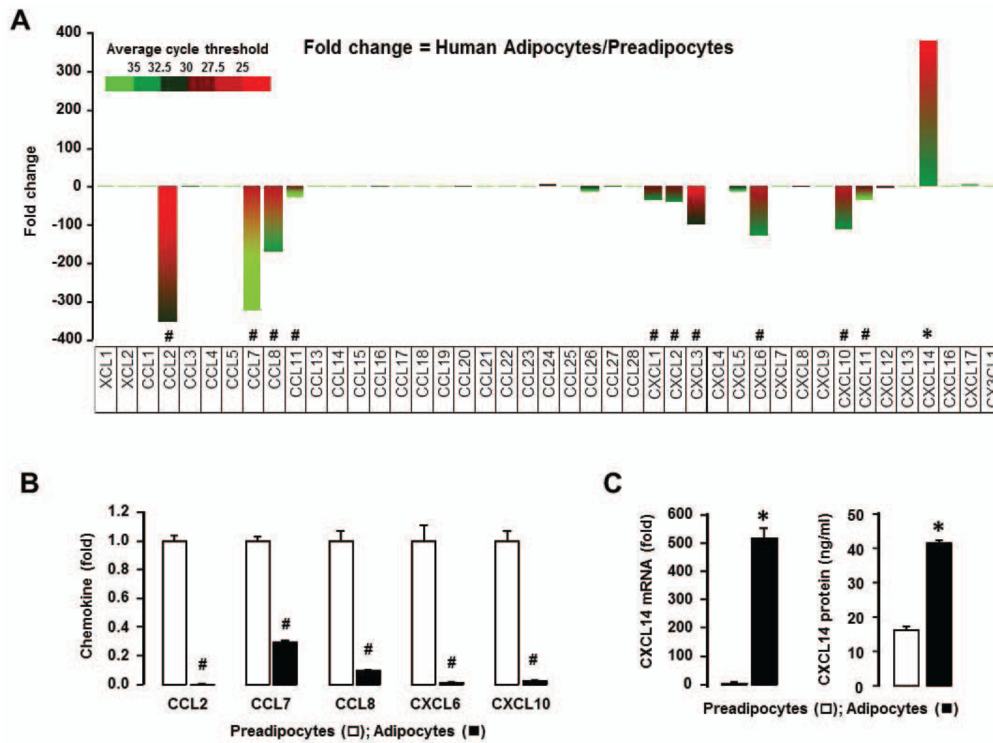 A
Average cycle threshold
35 32.5 30 27.5 25
Fold change = Human Adipocytes/Preadipocytes
Fold change
400
300
200
100
0
-100
-200
-300
-400
# # # # # # # # # # *
XCL1 XCL2 CCL1 CCL2 CCL3 CCL4 CCL5 CCL7 CCL8 CCL11 CCL13 CCL14 CCL15 CCL16 CCL17 CCL18 CCL19 CCL20 CCL21 CCL22 CCL23 CCL24 CCL25 CCL26 CCL27 CCL28 CXCL1 CXCL2 CXCL3 CXCL4 CXCL5 CXCL6 CXCL7 CXCL8 CXCL9 CXCL10 CXCL11 CXCL12 CXCL13 CXCL14 CXCL16 CXCL17 CX3CL1
B
Chemokine (fold)
1.2
1.0
0.8
0.6
0.4
0.2
0.0
# # # # #
CCL2 CCL7 CCL8 CXCL6 CXCL10
Preadipocytes (□); Adipocytes (■)
C
CXCL14 mRNA (fold)
600
500
400
300
200
100
0
*
CXCL14 protein (ng/ml)
50
40
30
20
10
0
*
Preadipocytes (□); Adipocytes (■)